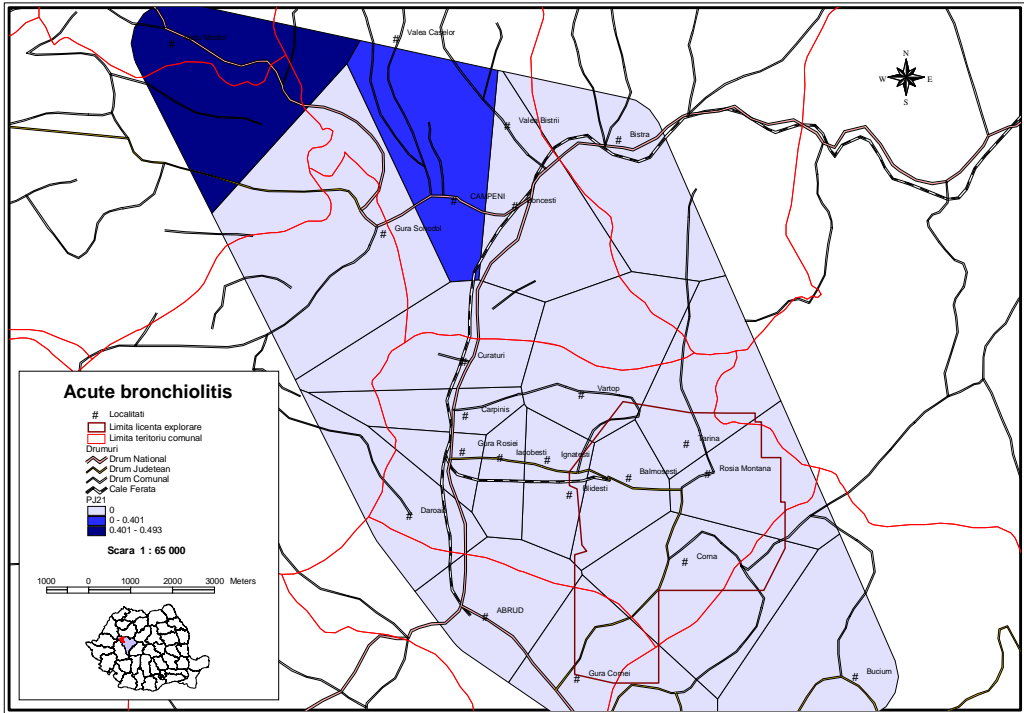 Valea Caselor
N
W E
S
Valea Bistrii
Bistra
CAMPENI
Gura Sohodol
Curaturi
Vartop
Carpinis
Tarina
Gura Rosiei
Iacobesti
Ignatesti
Balmosesti
Rosia Montana
Blidesti
Daroaia
Corna
ABRUD
Gura Cornei
Bucium
Acute bronchiolitis
# Localitati
Limita licenta explorare
Limita teritoriu comunal
Drumuri
Drum National
Drum Judetean
Drum Comunal
Cale Ferata
PJ21
0
0 - 0.401
0.401 - 0.493
Scara 1 : 65 000
1000 0 1000 2000 3000 Meters